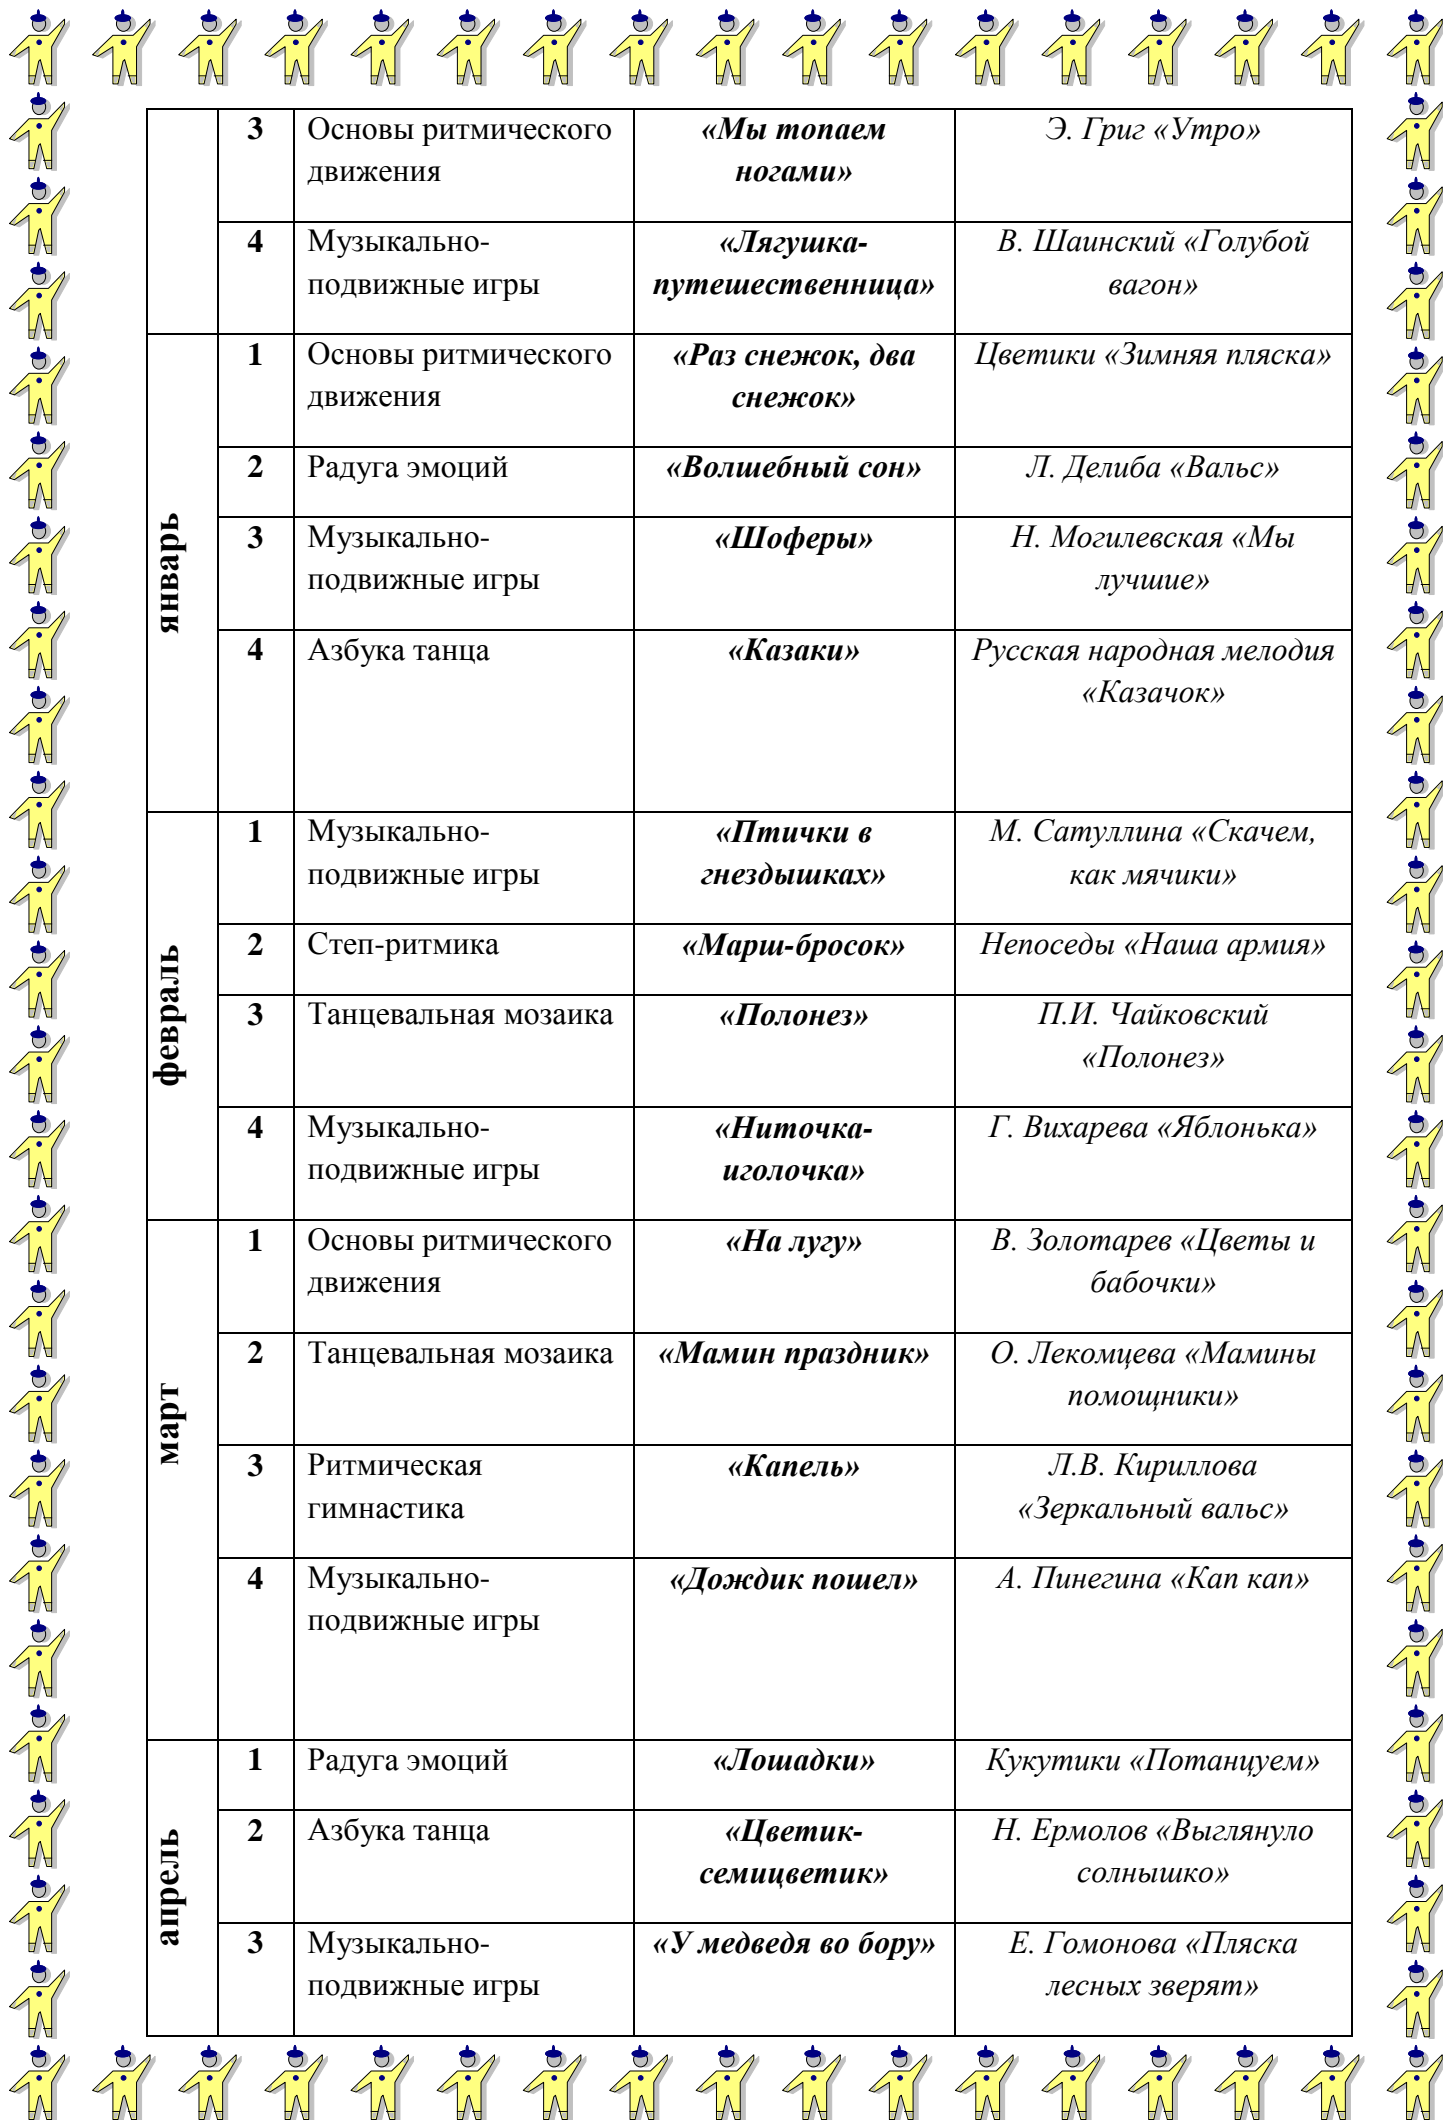 3 Основы ритмического «Мы топаем Э. Григ «Утро»
движения ногами»
4 Музыкально- «Лягушка- В. Шаинский «Голубой
подвижные игры путешественница» вагон»
январь
1 Основы ритмического «Раз снежок, два Цветики «Зимняя пляска»
движения снежок»
2 Радуга эмоций «Волшебный сон» Л. Делиба «Вальс»
3 Музыкально- «Шоферы» Н. Могилевская «Мы
подвижные игры лучшие»
4 Азбука танца «Казаки» Русская народная мелодия
«Казачок»
февраль
1 Музыкально- «Птички в М. Сатуллина «Скачем,
подвижные игры гнездышках» как мячики»
2 Степ-ритмика «Марш-бросок» Непоседы «Наша армия»
3 Танцевальная мозаика «Полонез» П.И. Чайковский
«Полонез»
4 Музыкально- «Ниточка- Г. Вихарева «Яблонька»
подвижные игры иголочка»
март
1 Основы ритмического «На лугу» В. Золотарев «Цветы и
движения бабочки»
2 Танцевальная мозаика «Мамин праздник» О. Лекомцева «Мамины
помощники»
3 Ритмическая «Капель» Л.В. Кириллова
гимнастика «Зеркальный вальс»
4 Музыкально- «Дождик пошел» А. Пинегина «Кап кап»
подвижные игры
апрель
1 Радуга эмоций «Лошадки» Кукутики «Потанцуем»
2 Азбука танца «Цветик- Н. Ермолов «Выглянуло
семицветик» солнышко»
3 Музыкально- «У медведя во бору» Е. Гомонова «Пляска
подвижные игры лесных зверят»